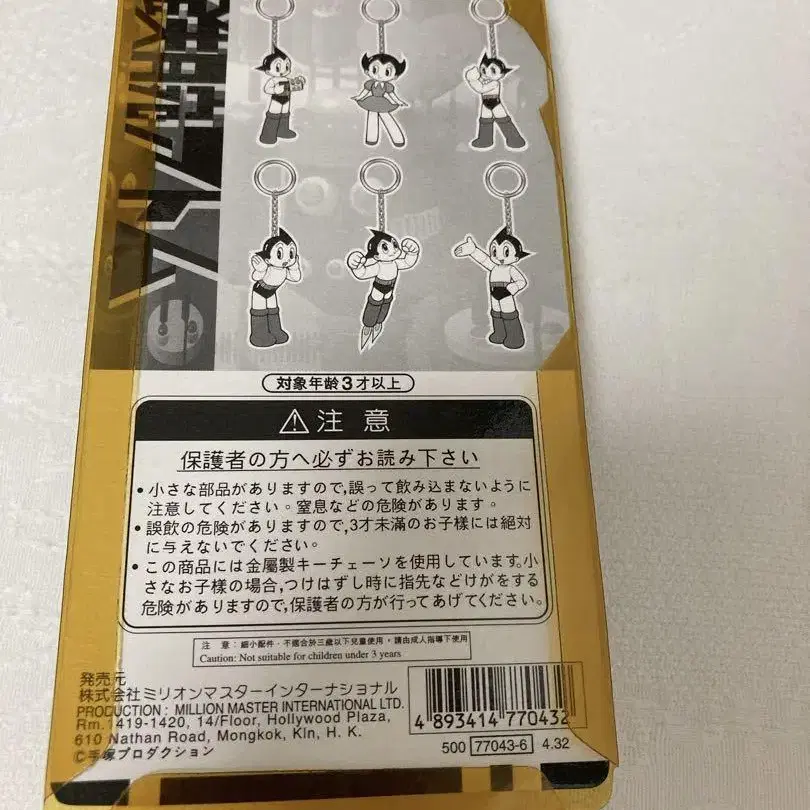 対象年齢3才以上
注意
保護者の方へ必ずお読み下さい
・小さな部品がありますので,誤って飲み込まないように
注意してください。窒息などの危険があります。
・誤飲の危険がありますので,3才未滿のお子樣には絕対
に与えないでください。
・この商品には金屬製キーチェーソを使用しています。小
さなお子樣の場合,つけはずし時に指先などけがをする
危険がありますので,保護者の方が行ってあげてください。
注 意:細小配件,不適合於三歲以下兒童使用,請由成人指導下使用
Caution: Not suitable for children under 3 years
発売元
株式会社ミリオンマスターインターナショナル
PRODUCTION : MILLION MASTER INTERNATIONAL LTD.
Rm.1419-1420, 14/Floor, Hollywood Plaza,
610 Nathan Road, Mongkok, Kln, H. K.
©手塚プロダクション
4 893414 770432
500 77043-6 4.32